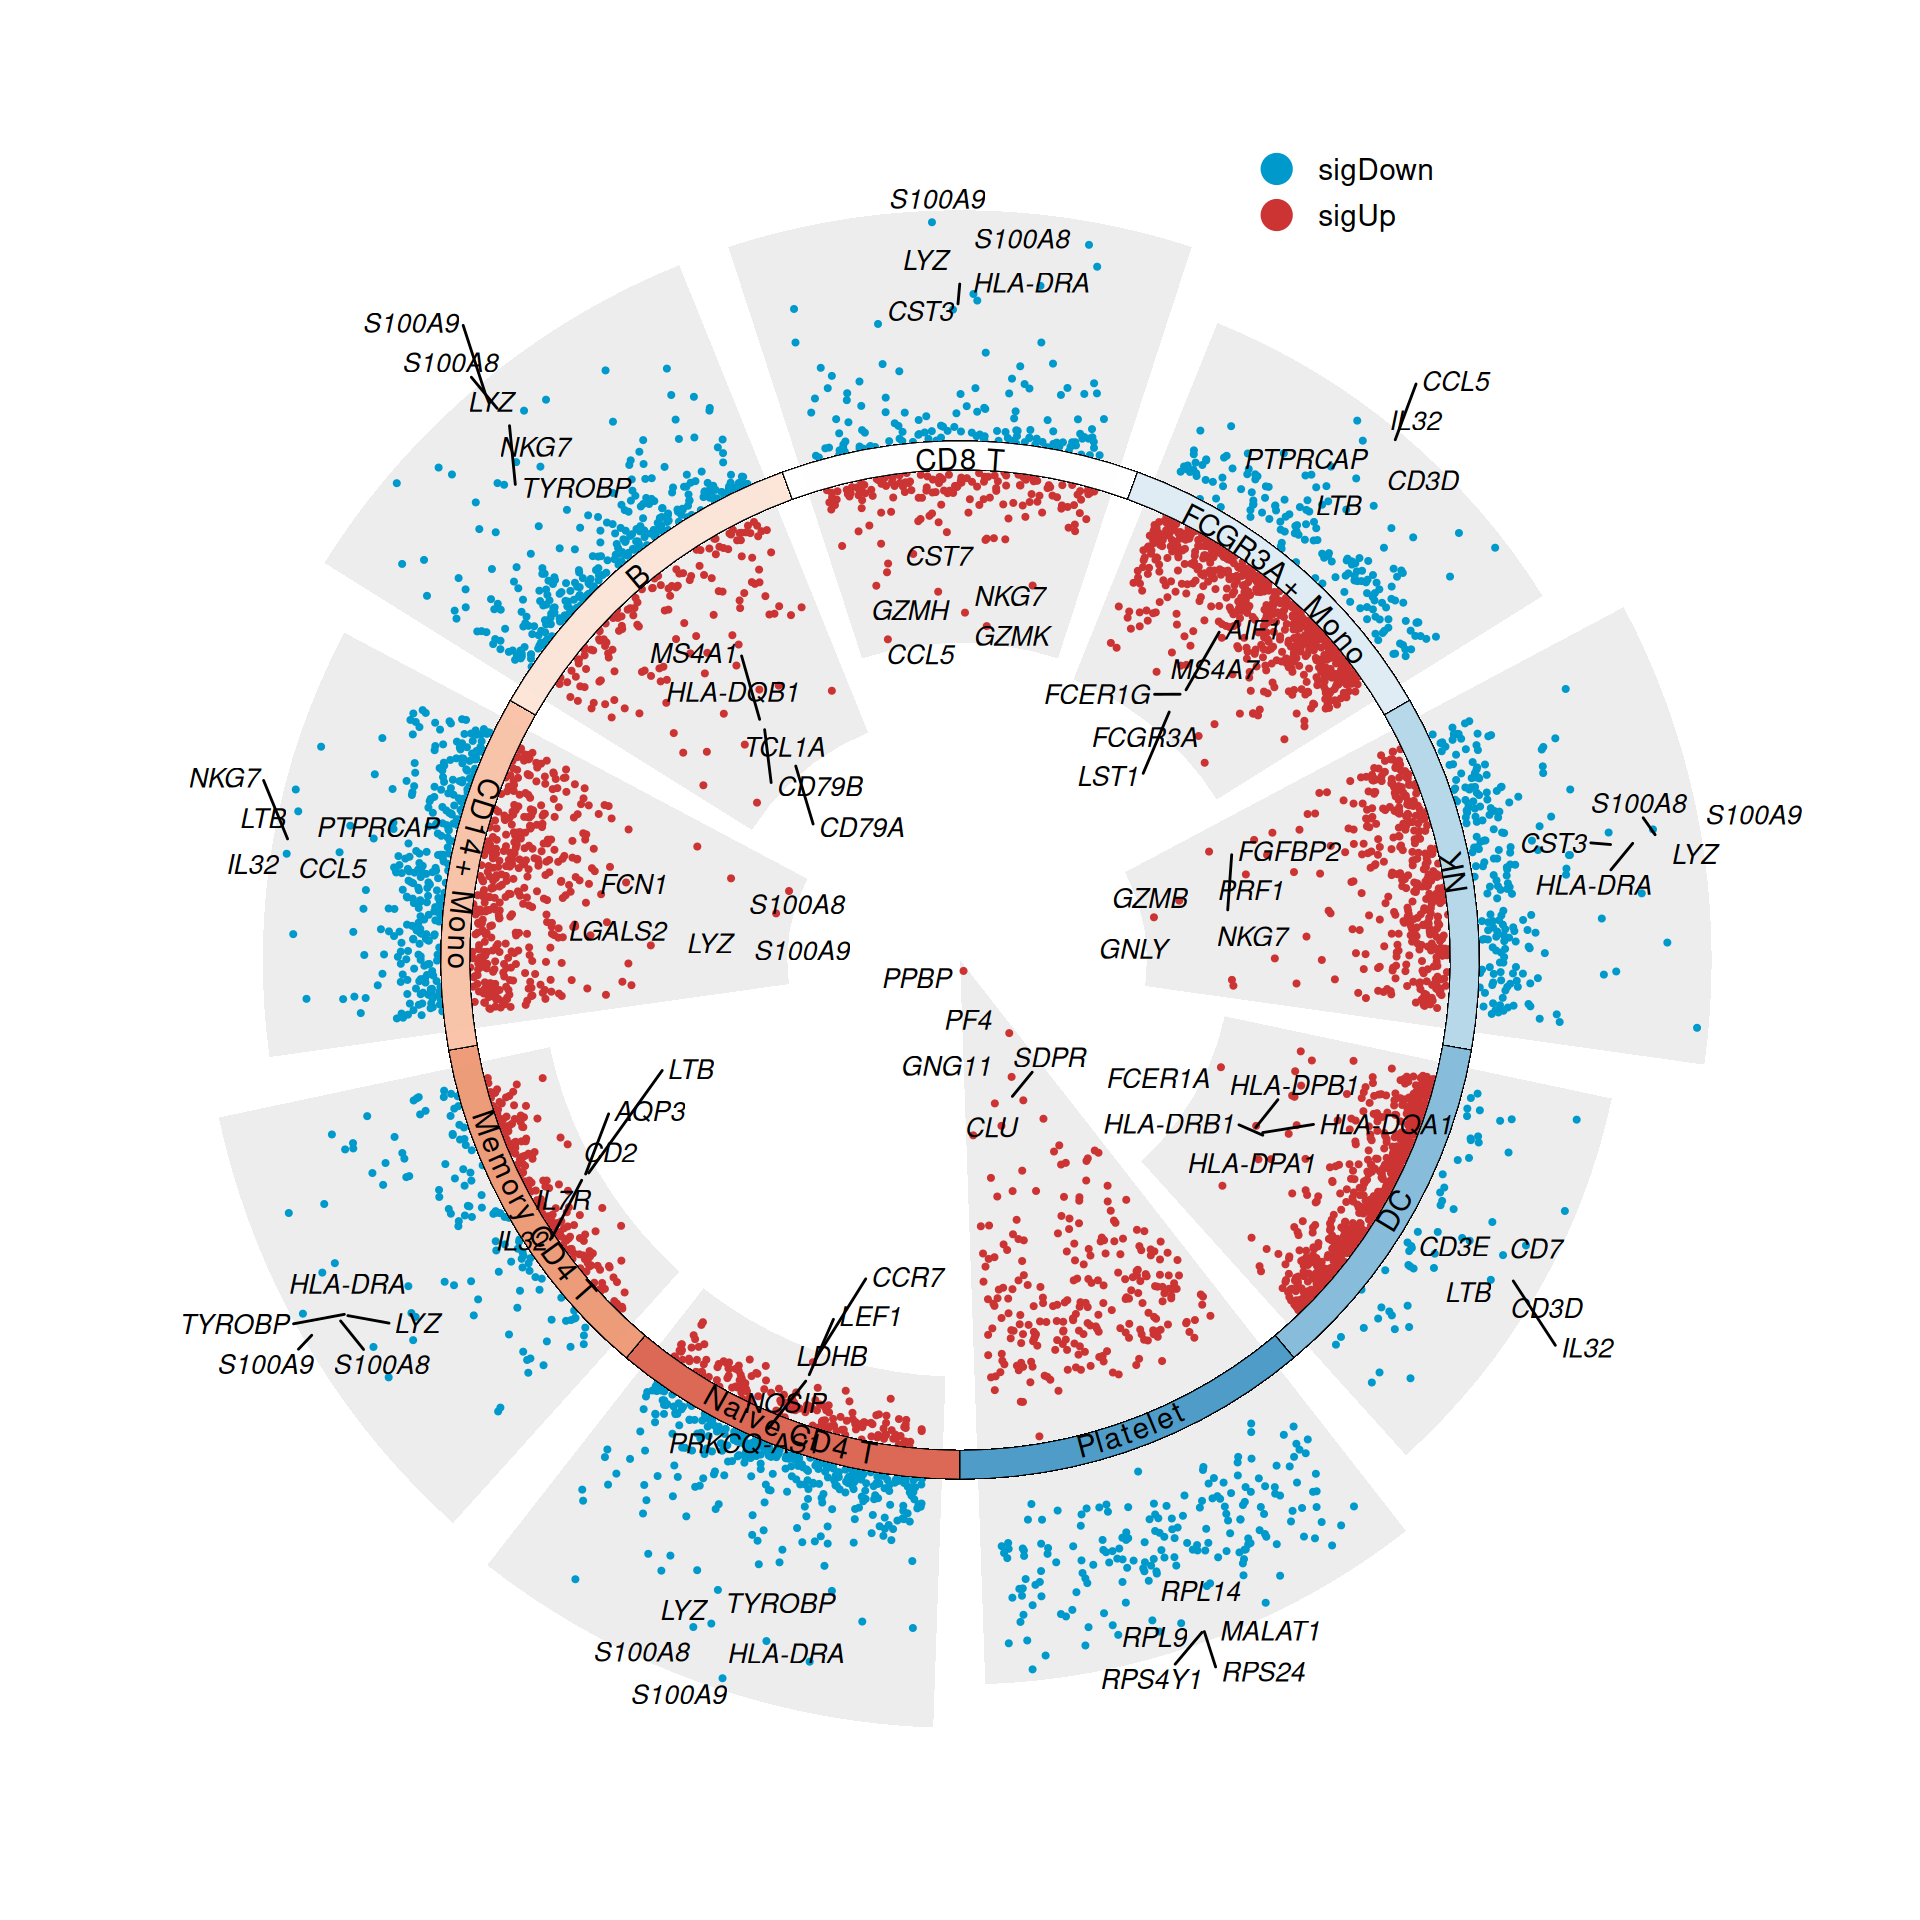 sigDown
sigUp
CD8 T
S100A9
S100A8
LYZ
HLA-DRA
CST3
CST7
NKG7
GZMH
GZMK
CCL5
FCGR3A+ Mono
CCL5
IL32
PTPRCAP
CD3D
LTB
AIF1
MS4A7
FCER1G
FCGR3A
LST1
NK
S100A8
S100A9
CST3
LYZ
HLA-DRA
FGFBP2
PRF1
GZMB
NKG7
GNLY
DC
FCER1A
HLA-DPB1
HLA-DRB1
HLA-DQA1
HLA-DPA1
CD3E
CD7
LTB
CD3D
IL32
Platelet
PPBP
PF4
SDPR
GNG11
CLU
RPL14
MALAT1
RPL9
RPS24
RPS4Y1
Naive CD4 T
CCR7
LEF1
LDHB
NOSIP
PRKCQ-AS1
TYROBP
LYZ
S100A8
HLA-DRA
S100A9
Memory CD4 T
LTB
AQP3
CD2
IL7R
IL32
HLA-DRA
TYROBP
LYZ
S100A9
S100A8
CD14+ Mono
NKG7
LTB
PTPRCAP
IL32
CCL5
FCN1
S100A8
LGALS2
LYZ
S100A9
B
S100A9
S100A8
LYZ
NKG7
TYROBP
MS4A1
HLA-DQB1
TCL1A
CD79B
CD79A